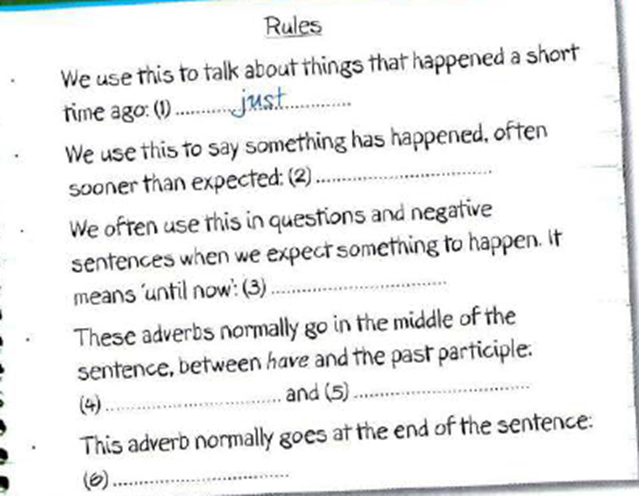 Rules
We use this to talk about things that happened a short
time ago: (1) ..........just..................
We use this to say something has happened, often
sooner than expected: (2) ....................................
We often use this in questions and negative
sentences when we expect something to happen. It
means 'until now': (3) ....................................
These adverbs normally go in the middle of the
sentence, between have and the past participle:
(4) .................................... and (5) ....................................
This adverb normally goes at the end of the sentence:
(6) ....................................